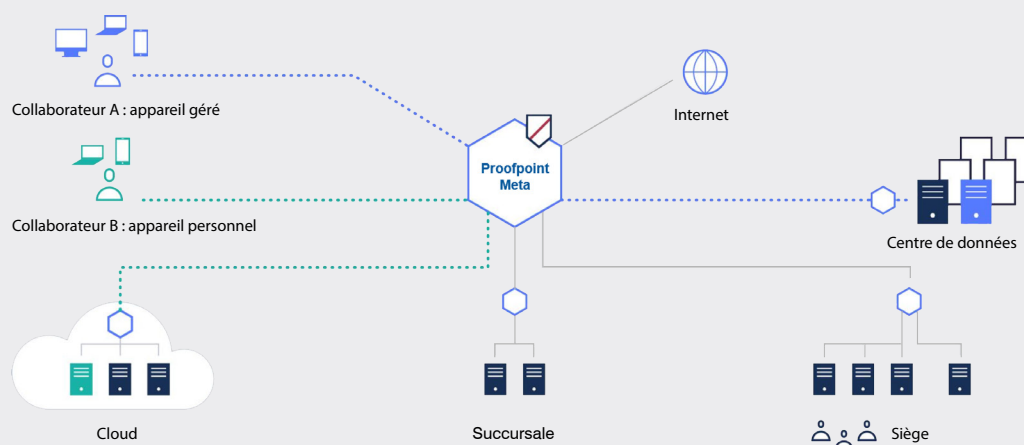 Collaborateur A : appareil géré
Internet
Proofpoint
Meta
Collaborateur B : appareil personnel
Centre de données
Cloud
Succursale
Siège